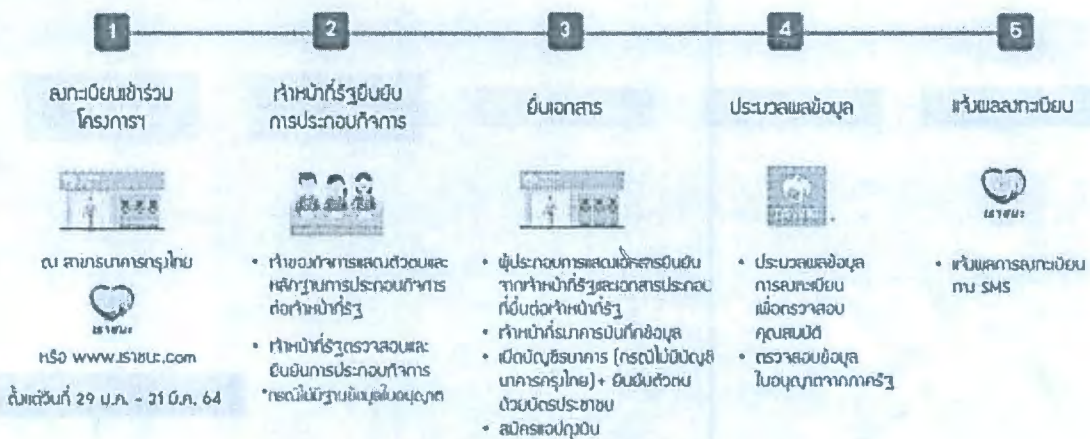 1
2
3
4
5
ลงทะเบียนเข้าร่วม
โครงการฯ
ณ สาขาธนาคารกรุงไทย
เราชนะ
หรือ www.เราชนะ.com
ตั้งแต่วันที่ 29 ม.ค. - 31 มี.ค. 64
เจ้าหน้าที่รัฐยืนยัน
การประกอบกิจการ
• เจ้าของกิจการแสดงตัวตนและ
หลักฐานการประกอบกิจการ
ต่อเจ้าหน้าที่รัฐ
• เจ้าหน้าที่รัฐตรวจสอบและ
ยืนยันการประกอบกิจการ
*กรณีไม่มีฐานข้อมูลใบอนุญาต
ยื่นเอกสาร
• ผู้ประกอบการแสดงเอกสารยืนยัน
จากเจ้าหน้าที่รัฐและเอกสารประกอบ
ที่ยื่นต่อเจ้าหน้าที่รัฐ
• เจ้าหน้าที่ธนาคารบันทึกข้อมูล
• เปิดบัญชีธนาคาร (กรณีไม่มีบัญชี
นาคารกรุงไทย) + ยืนยันตัวตน
ด้วยบัตรประชาชน
• สมัครแอปถุงเงิน
ประมวลผลข้อมูล
• ประมวลผลข้อมูล
การลงทะเบียน
เพื่อตรวจสอบ
คุณสมบัติ
• ตรวจสอบข้อมูล
ใบอนุญาตจากภาครัฐ
แจ้งผลลงทะเบียน
เราชนะ
• แจ้งผลการลงทะเบียน
ทาง SMS